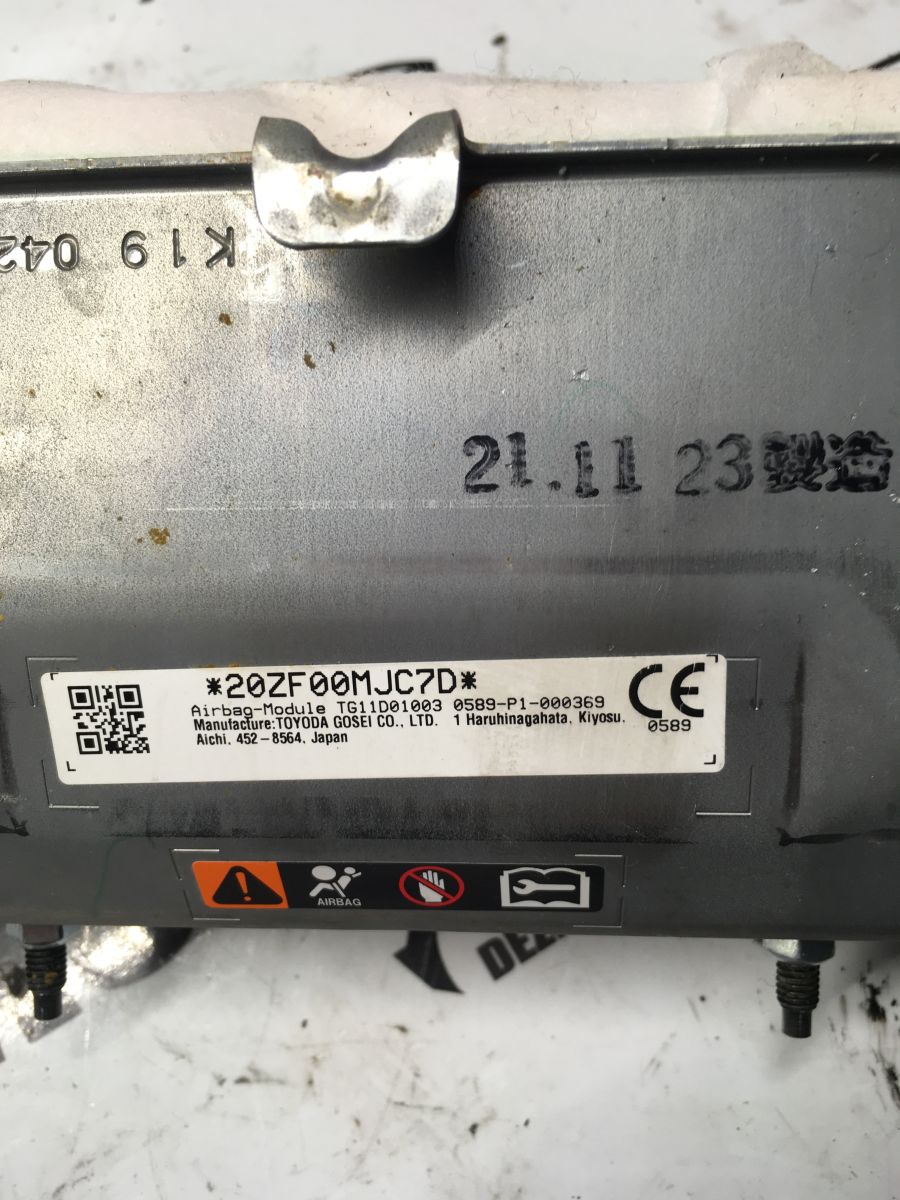 K19 042
21.11 23製造
*20ZF00MJC7D*
Airbag-Module TG11D01003 0589-P1-000369
Manufacture:TOYODA GOSEI CO., LTD. 1 Haruhinagahata, Kiyosu,
Aichi, 452-8564, Japan
CE
0589
AIRBAG